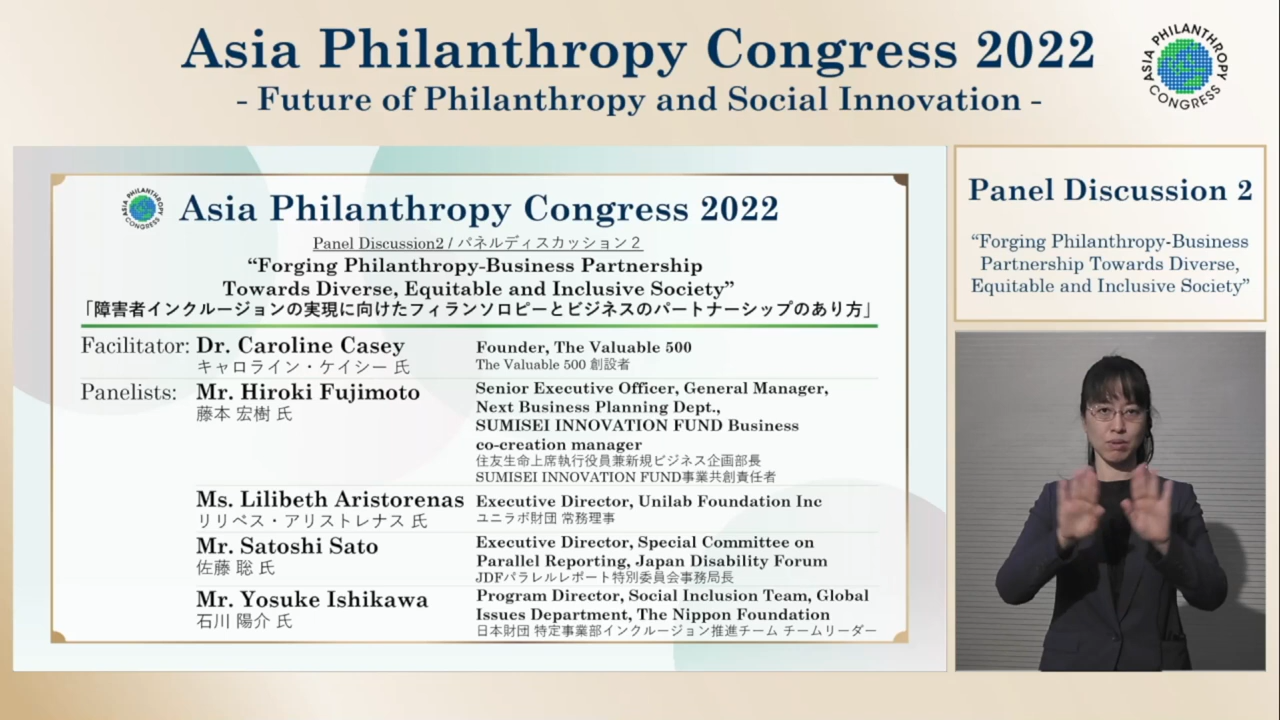 Asia Philanthropy Congress 2022
- Future of Philanthropy and Social Innovation -
ASIA PHILANTHROPY CONGRESS
ASIA PHILANTHROPY CONGRESS
Asia Philanthropy Congress 2022
Panel Discussion2 / パネルディスカッション２
“Forging Philanthropy-Business Partnership
Towards Diverse, Equitable and Inclusive Society”
「障害者インクルージョンの実現に向けたフィランソロピーとビジネスのパートナーシップのあり方」
Facilitator: Dr. Caroline Casey
キャロライン・ケイシー 氏
Founder, The Valuable 500
The Valuable 500 創設者
Panelists: Mr. Hiroki Fujimoto
藤本 宏樹 氏
Senior Executive Officer, General Manager,
Next Business Planning Dept.,
SUMISEI INNOVATION FUND Business
co-creation manager
住友生命上席執行役員兼新規ビジネス企画部長
SUMISEI INNOVATION FUND事業共創責任者
Ms. Lilibeth Aristorenas
リリベス・アリストレナス 氏
Executive Director, Unilab Foundation Inc
ユニラボ財団 常務理事
Mr. Satoshi Sato
佐藤 聡 氏
Executive Director, Special Committee on
Parallel Reporting, Japan Disability Forum
JDFパラレルレポート特別委員会事務局長
Mr. Yosuke Ishikawa
石川 陽介 氏
Program Director, Social Inclusion Team, Global
Issues Department, The Nippon Foundation
日本財団 特定事業部インクルージョン推進チーム チームリーダー
Panel Discussion 2
“Forging Philanthropy-Business
Partnership Towards Diverse,
Equitable and Inclusive Society”